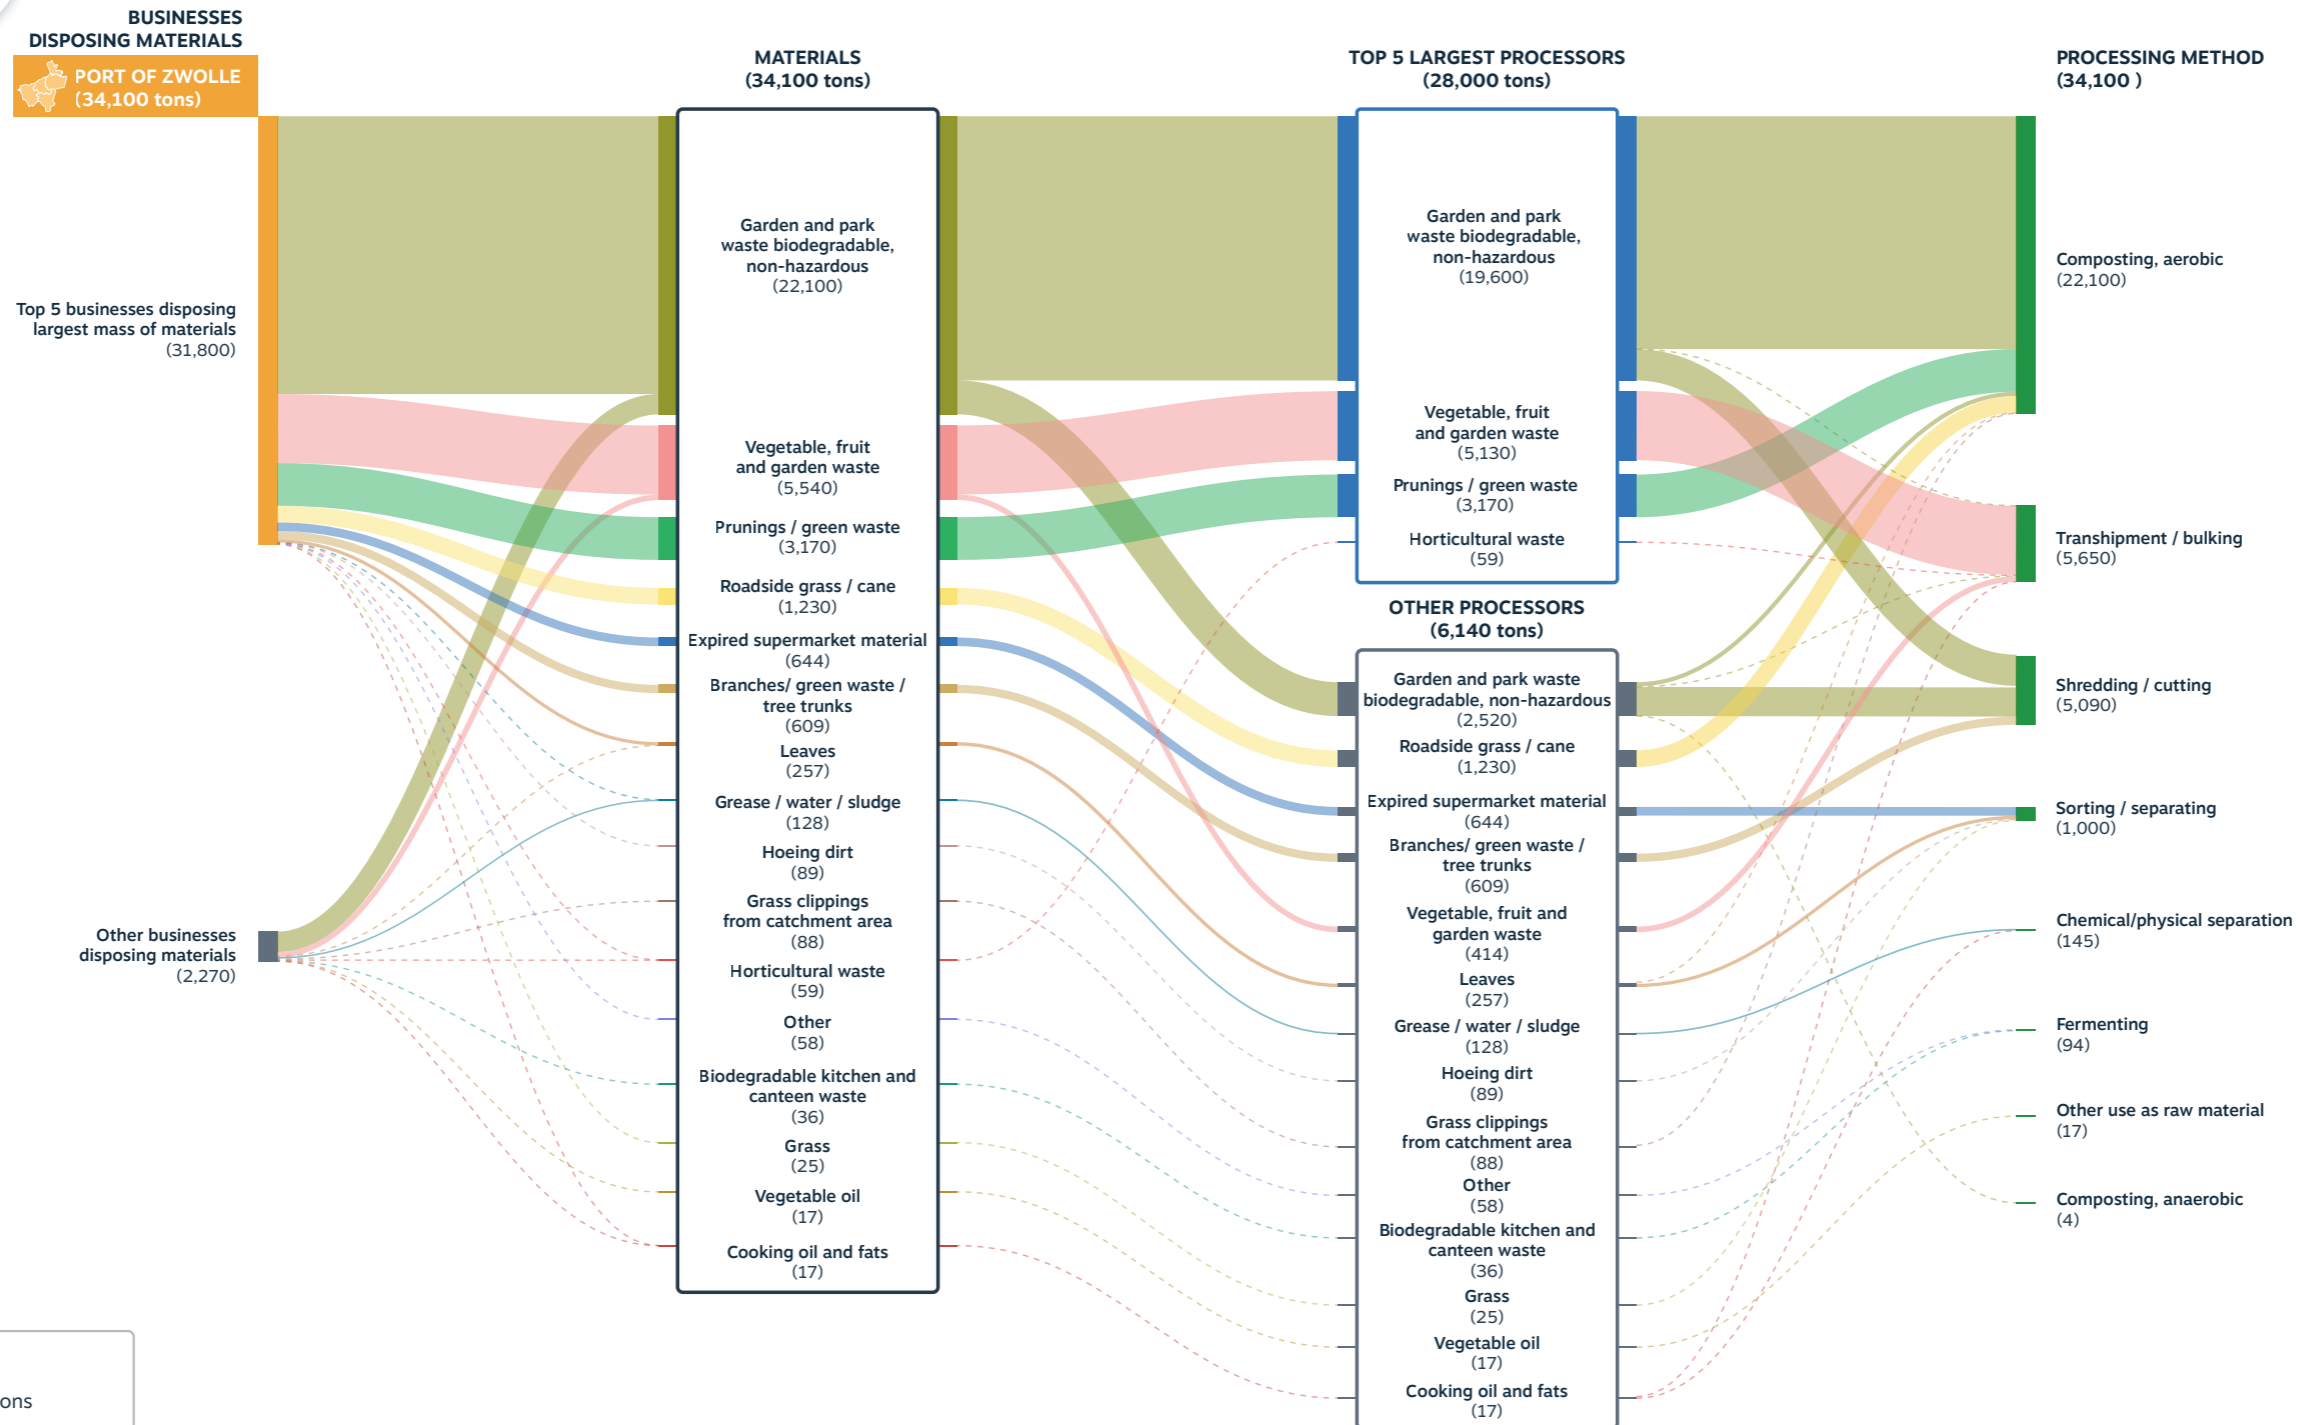 BUSINESSES
DISPOSING MATERIALS
PORT OF ZWOLLE
(34,100 tons)
Top 5 businesses disposing
largest mass of materials
(31,800)
Other businesses
disposing materials
(2,270)
ons
MATERIALS
(34,100 tons)
Garden and park
waste biodegradable,
non-hazardous
(22,100)
Vegetable, fruit
and garden waste
(5,540)
Prunings / green waste
(3,170)
Roadside grass / cane
(1,230)
Expired supermarket material
(644)
Branches/ green waste /
tree trunks
(609)
Leaves
(257)
Grease / water / sludge
(128)
Hoeing dirt
(89)
Grass clippings
from catchment area
(88)
Horticultural waste
(59)
Other
(58)
Biodegradable kitchen and
canteen waste
(36)
Grass
(25)
Vegetable oil
(17)
Cooking oil and fats
(17)
TOP 5 LARGEST PROCESSORS
(28,000 tons)
Garden and park
waste biodegradable,
non-hazardous
(19,600)
Vegetable, fruit
and garden waste
(5,130)
Prunings / green waste
(3,170)
Horticultural waste
(59)
OTHER PROCESSORS
(6,140 tons)
Garden and park waste
biodegradable, non-hazardous
(2,520)
Roadside grass / cane
(1,230)
Expired supermarket material
(644)
Branches/ green waste /
tree trunks
(609)
Vegetable, fruit and
garden waste
(414)
Leaves
(257)
Grease / water / sludge
(128)
Hoeing dirt
(89)
Grass clippings
from catchment area
(88)
Other
(58)
Biodegradable kitchen and
canteen waste
(36)
Grass
(25)
Vegetable oil
(17)
Cooking oil and fats
(17)
PROCESSING METHOD
(34,100 )
Composting, aerobic
(22,100)
Transhipment / bulking
(5,650)
Shredding / cutting
(5,090)
Sorting / separating
(1,000)
Chemical/physical separation
(145)
Fermenting
(94)
Other use as raw material
(17)
Composting, anaerobic
(4)